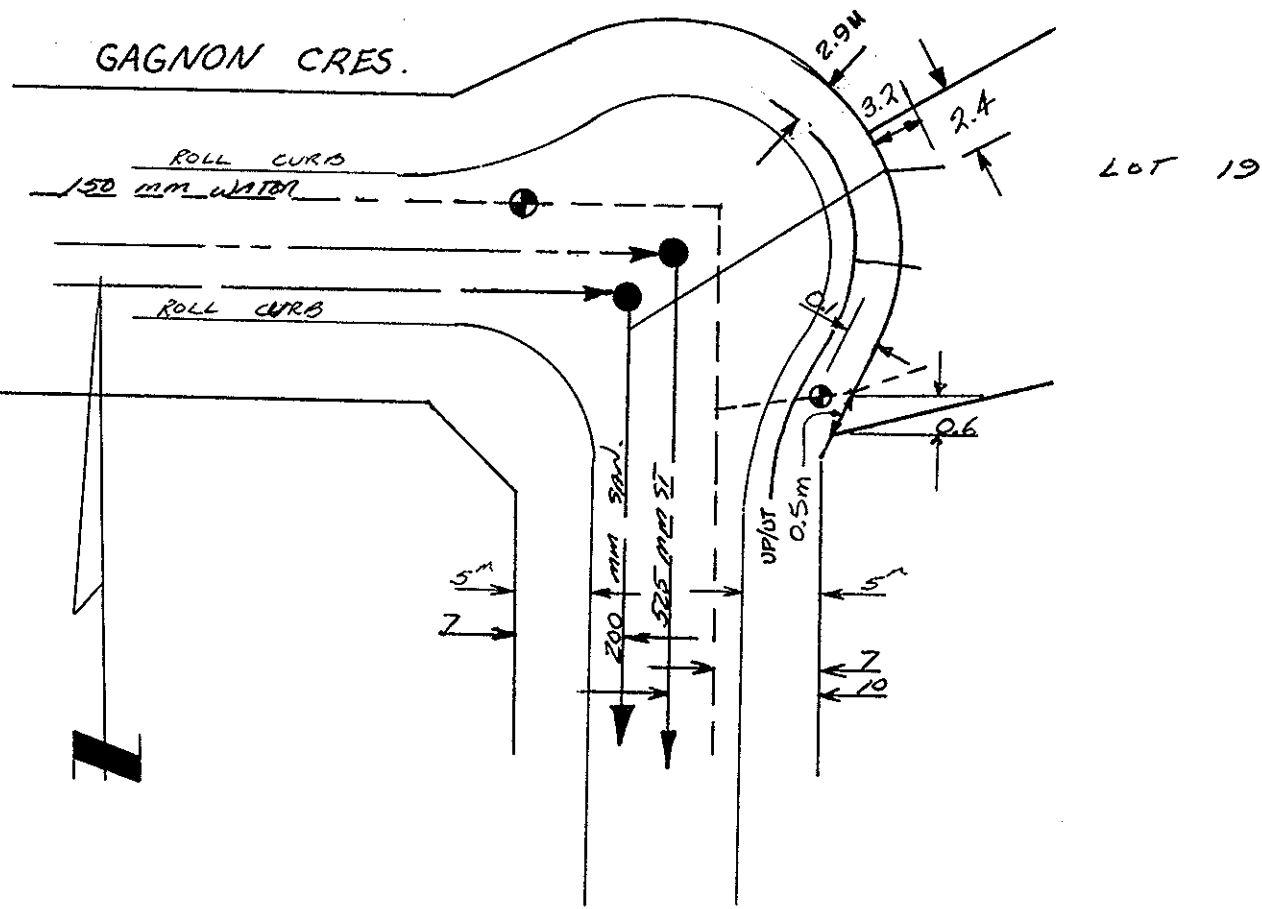 GAGNON CRES.
2.9M
3.2
2.4
LOT 19
ROLL CURB
150 mm WATOR
ROLL CURB
0.1
0.6
0.5m
UP/UT
200 mm SAN.
525 mm ST
5m
5m
7
7
10